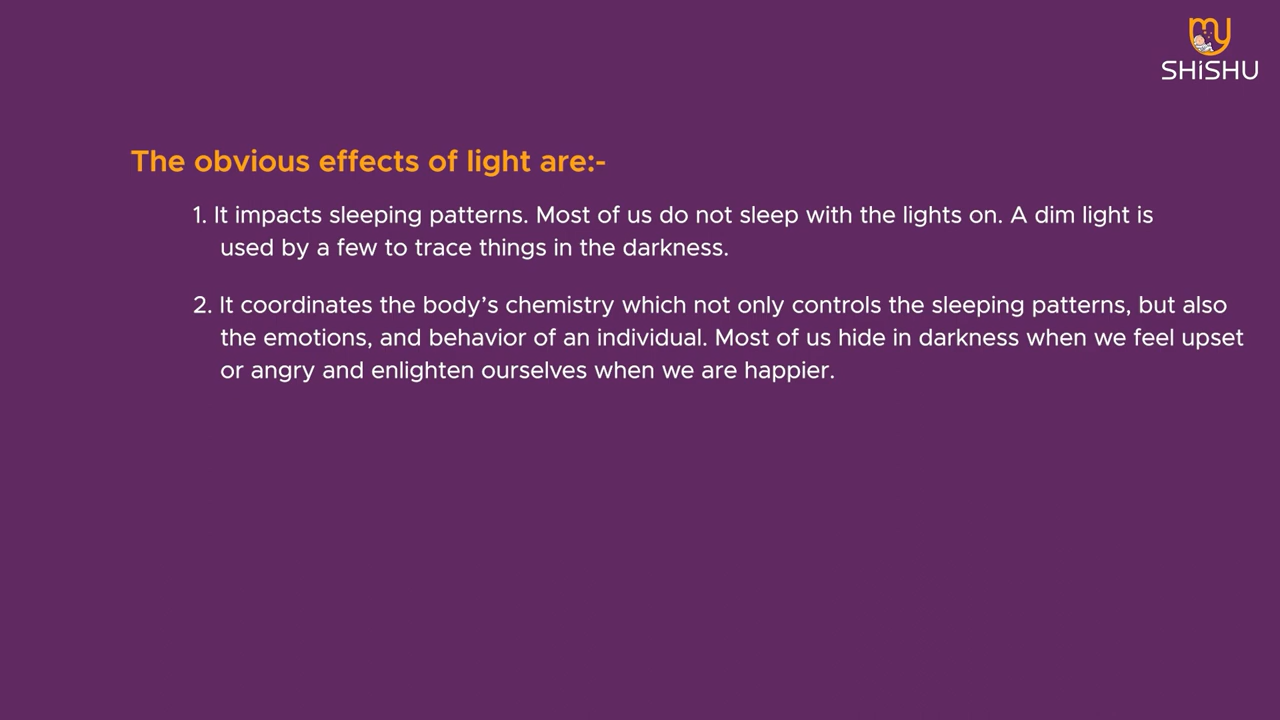 my
SHiSHU
The obvious effects of light are:-
1. It impacts sleeping patterns. Most of us do not sleep with the lights on. A dim light is
used by a few to trace things in the darkness.
2. It coordinates the body’s chemistry which not only controls the sleeping patterns, but also
the emotions, and behavior of an individual. Most of us hide in darkness when we feel upset
or angry and enlighten ourselves when we are happier.